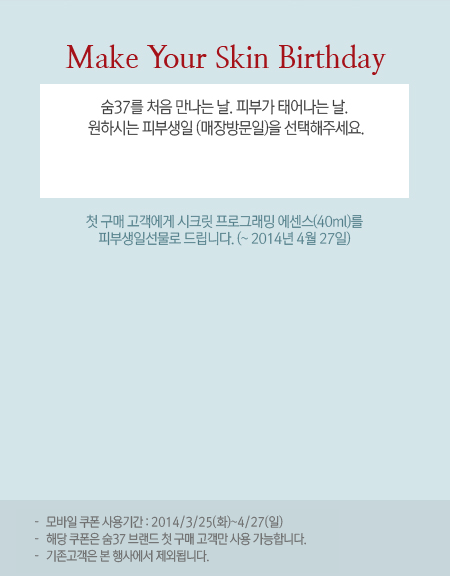 Make Your Skin Birthday
숨37를 처음 만나는 날. 피부가 태어나는 날.
원하시는 피부생일 (매장방문일)을 선택해주세요.
첫 구매 고객에게 시크릿 프로그래밍 에센스(40ml)를
피부생일선물로 드립니다. (~ 2014년 4월 27일)
- 모바일 쿠폰 사용기간 : 2014/3/25(화)~4/27(일)
- 해당 쿠폰은 숨37 브랜드 첫 구매 고객만 사용 가능합니다.
- 기존고객은 본 행사에서 제외됩니다.